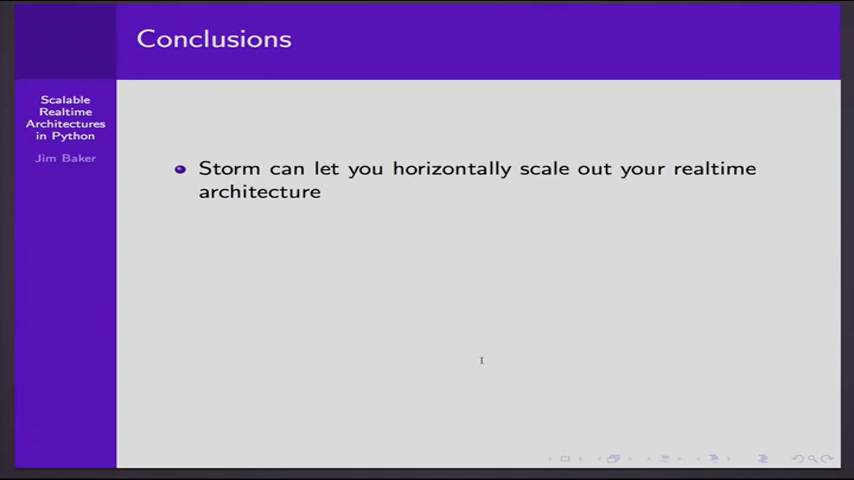 Conclusions
Scalable
Realtime
Architectures
in Python
Jim Baker
Storm can let you horizontally scale out your realtime
architecture